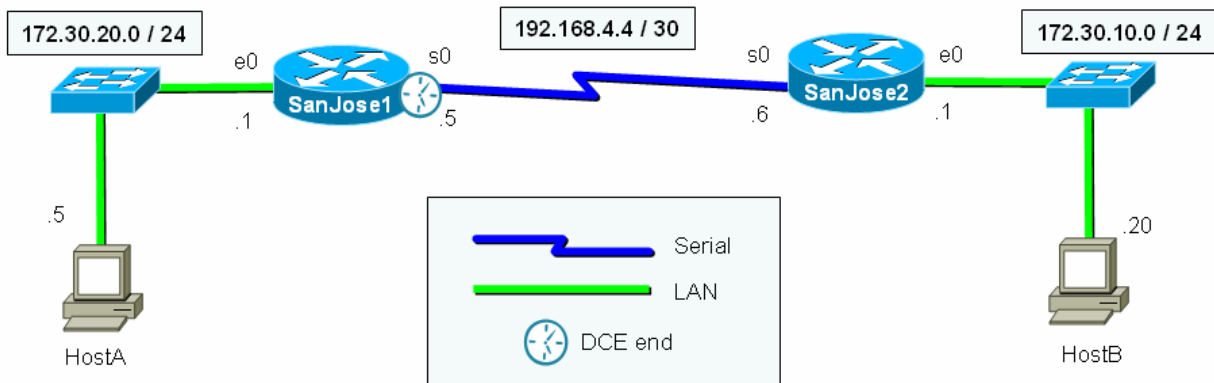 172.30.20.0 / 24
192.168.4.4 / 30
172.30.10.0 / 24
e0
s0
s0
e0
SanJose1
SanJose2
.1
.5
.6
.1
.5
.20
Serial
LAN
DCE end
HostA
HostB